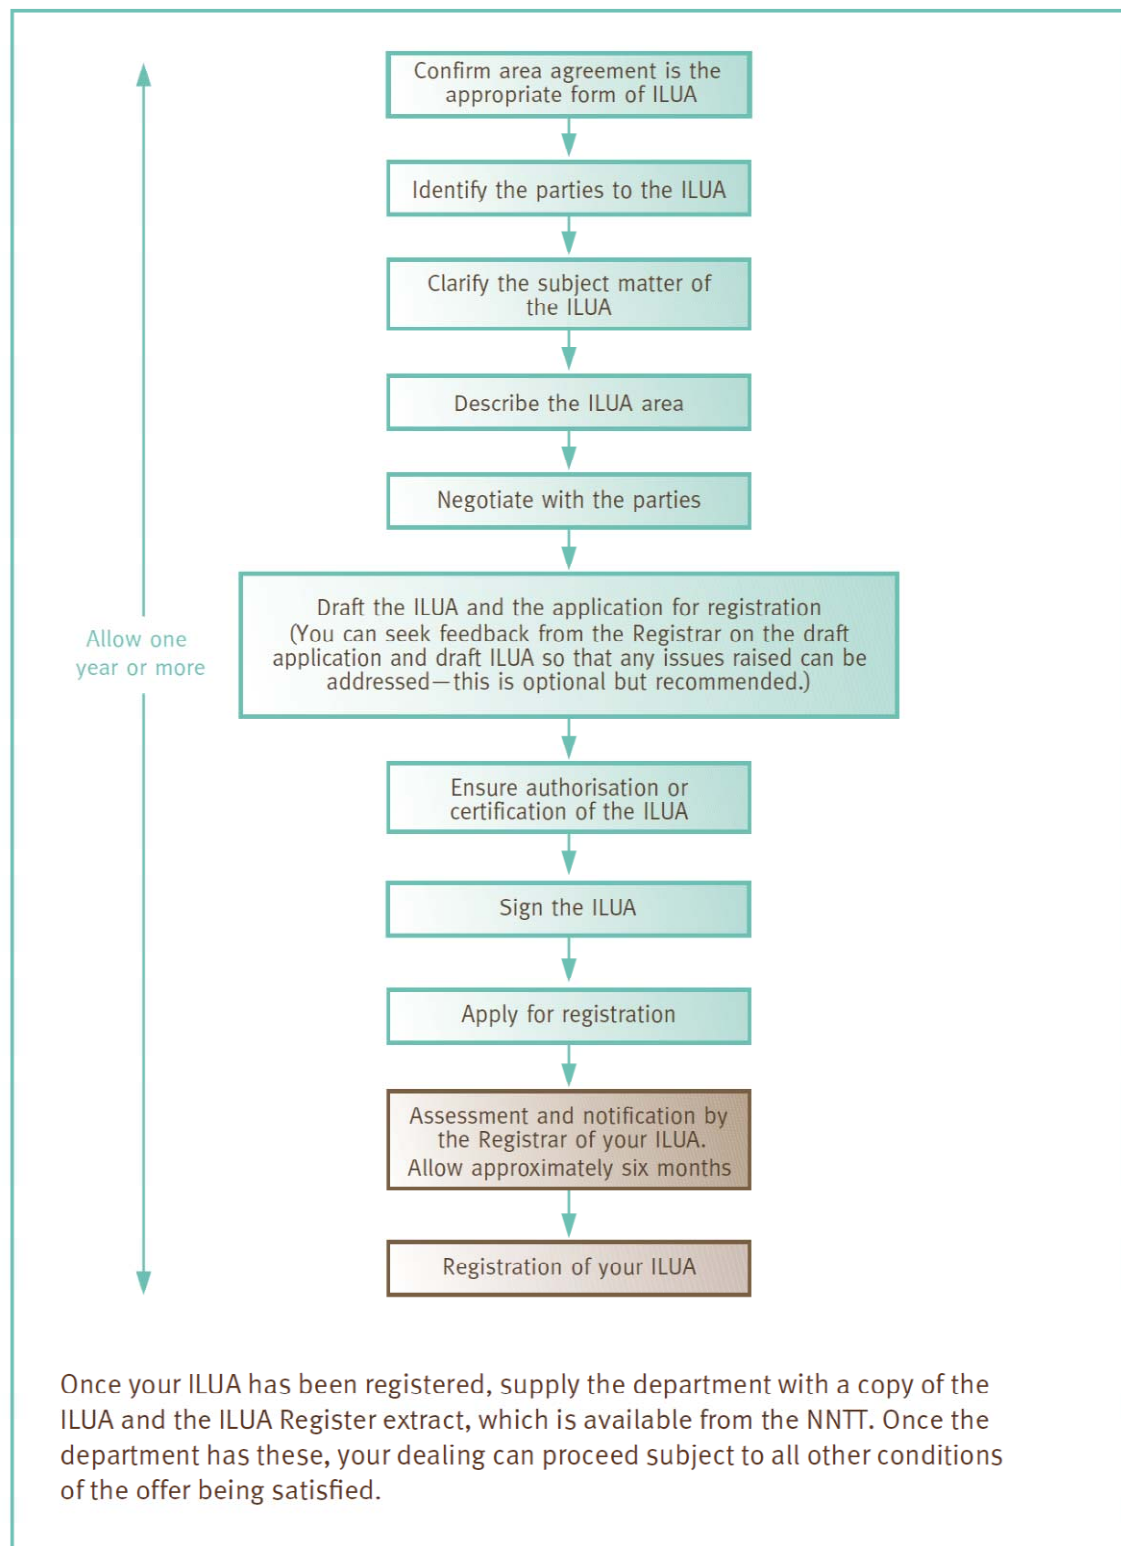 Confirm area agreement is the
appropriate form of ILUA
Identify the parties to the ILUA
Clarify the subject matter of
the ILUA
Describe the ILUA area
Negotiate with the parties
Draft the ILUA and the application for registration
(You can seek feedback from the Registrar on the draft
application and draft ILUA so that any issues raised can be
addressed—this is optional but recommended.)
Allow one
year or more
Ensure authorisation or
certification of the ILUA
Sign the ILUA
Apply for registration
Assessment and notification by
the Registrar of your ILUA.
Allow approximately six months
Registration of your ILUA
Once your ILUA has been registered, supply the department with a copy of the
ILUA and the ILUA Register extract, which is available from the NNTT. Once the
department has these, your dealing can proceed subject to all other conditions
of the offer being satisfied.